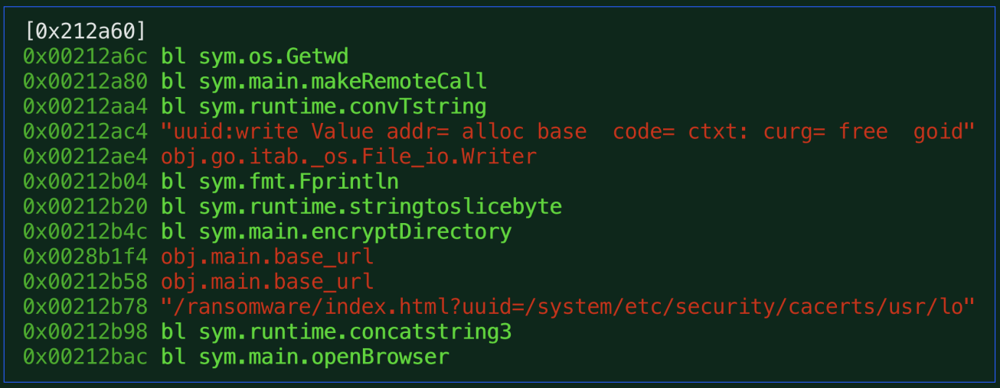 [0x212a60]
0x00212a6c bl sym.os.Getwd
0x00212a80 bl sym.main.makeRemoteCall
0x00212aa4 bl sym.runtime.convTstring
0x00212ac4 "uuid:write Value addr= alloc base  code= ctxt: curg= free  goid"
0x00212ae4 obj.go.itab._os.File_io.Writer
0x00212b04 bl sym.fmt.Fprintln
0x00212b20 bl sym.runtime.stringtoslicebyte
0x00212b4c bl sym.main.encryptDirectory
0x0028b1f4 obj.main.base_url
0x00212b58 obj.main.base_url
0x00212b78 "/ransomware/index.html?uuid=/system/etc/security/cacerts/usr/lo"
0x00212b98 bl sym.runtime.concatstring3
0x00212bac bl sym.main.openBrowser